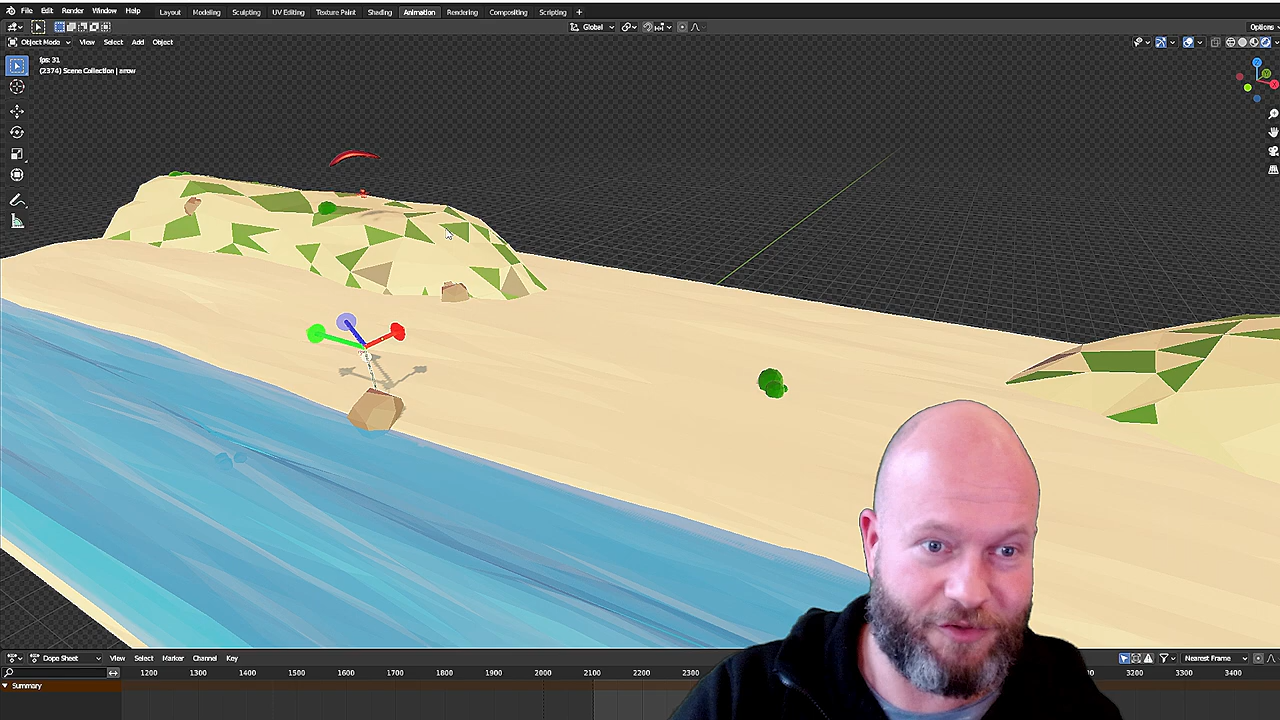 File Edit Render Window Help Layout Modeling Sculpting UV Editing Texture Paint Shading Animation Rendering Compositing Scripting +
Global Options
Object Mode View Select Add Object
fps: 31
(2374) Scene Collection | arrow
Dope Sheet View Select Marker Channel Key Nearest Frame
1200 1300 1400 1500 1600 1700 1800 1900 2000 2100 2200 2300 3200 3300 3400
Summary